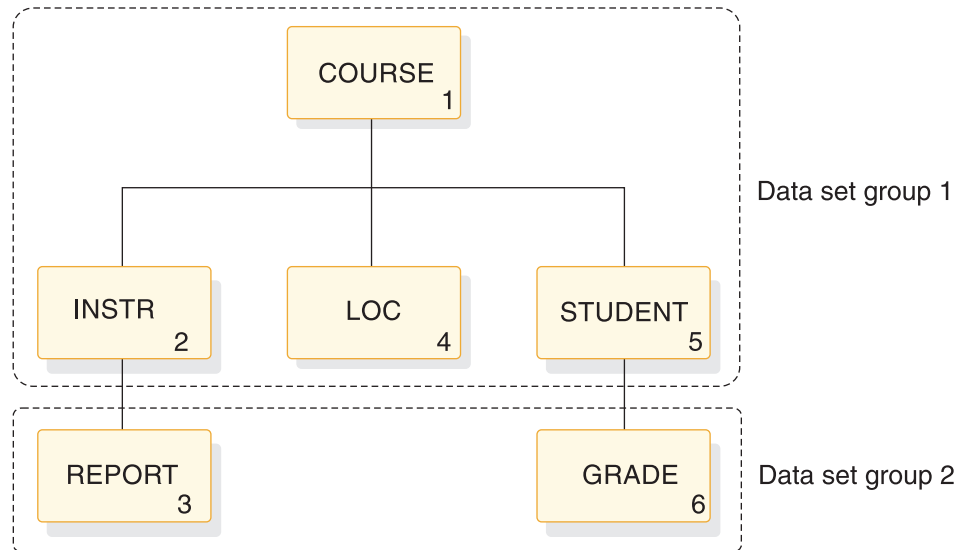 COURSE
1
Data set group 1
INSTR
2
LOC
4
STUDENT
5
REPORT
3
GRADE
6
Data set group 2